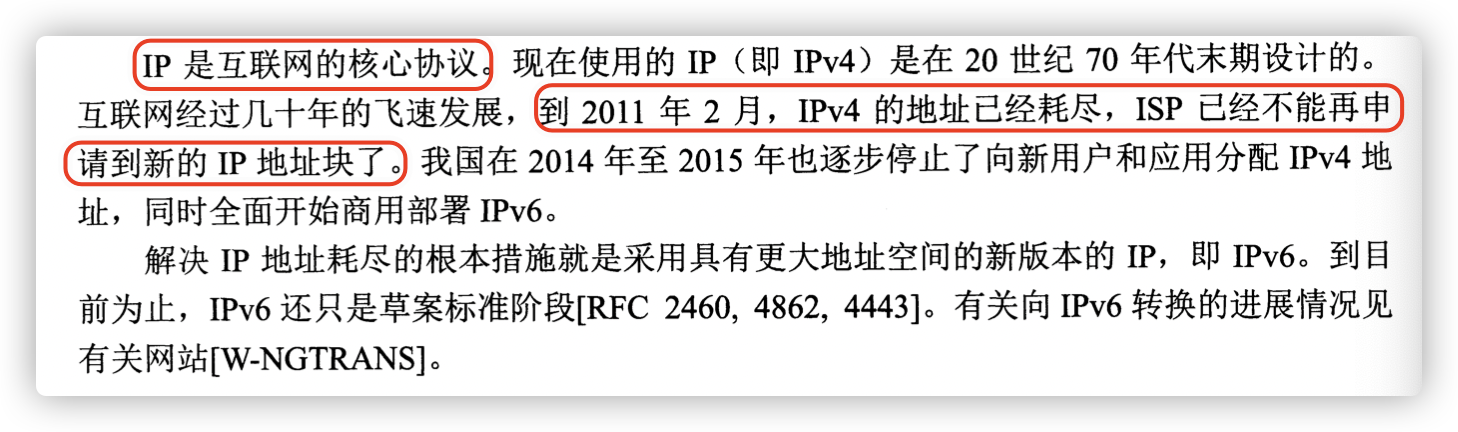 IP 是互联网的核心协议。现在使用的 IP（即 IPv4）是在 20 世纪 70 年代末期设计的。
互联网经过几十年的飞速发展，到 2011 年 2 月，IPv4 的地址已经耗尽，ISP 已经不能再申
请到新的 IP 地址块了。我国在 2014 年至 2015 年也逐步停止了向新用户和应用分配 IPv4 地
址，同时全面开始商用部署 IPv6。
解决 IP 地址耗尽的根本措施就是采用具有更大地址空间的新版本的 IP，即 IPv6。到目
前为止，IPv6 还只是草案标准阶段[RFC 2460, 4862, 4443]。有关向 IPv6 转换的进展情况见
有关网站[W-NGTRANS]。